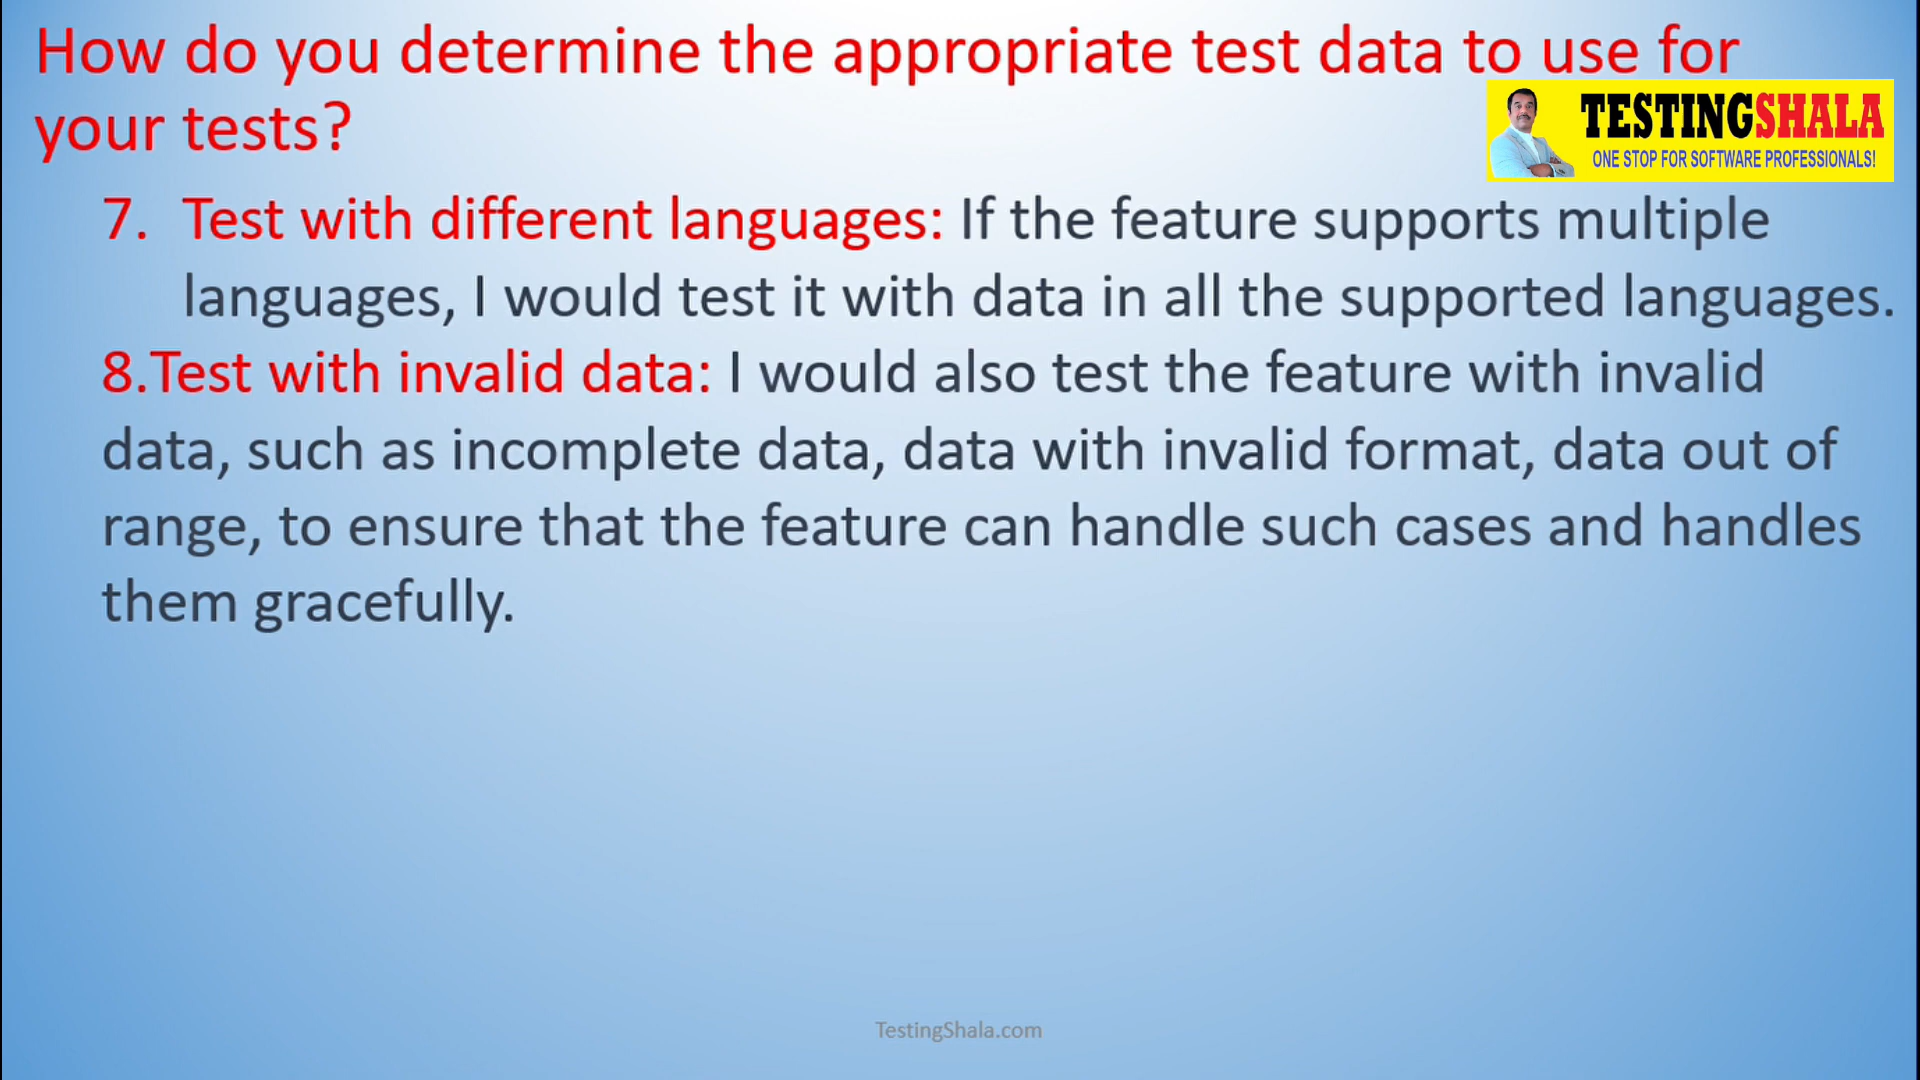 How do you determine the appropriate test data to use for
your tests?
TESTINGSHALA
ONE STOP FOR SOFTWARE PROFESSIONALS!
7. Test with different languages: If the feature supports multiple
languages, I would test it with data in all the supported languages.
8.Test with invalid data: I would also test the feature with invalid
data, such as incomplete data, data with invalid format, data out of
range, to ensure that the feature can handle such cases and handles
them gracefully.
TestingShala.com